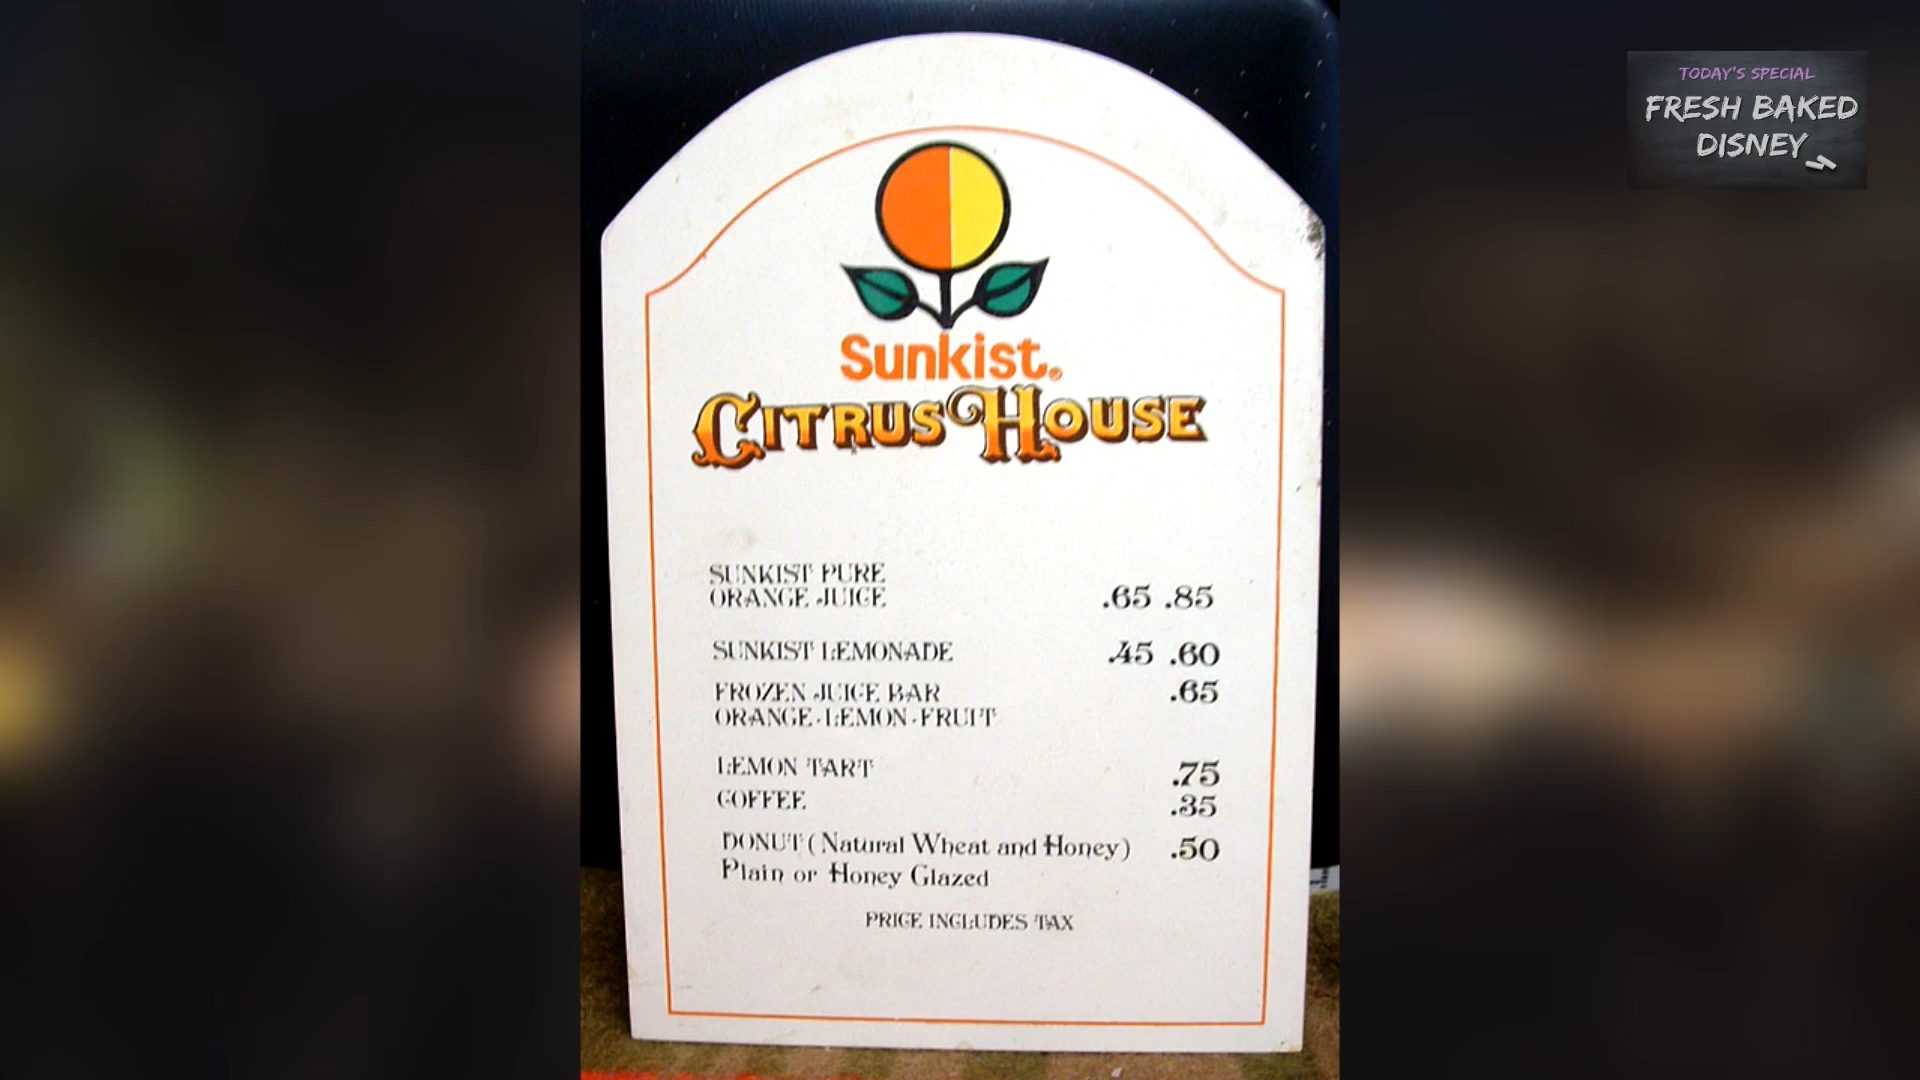 TODAY'S SPECIAL
FRESH BAKED
DISNEY
Sunkist®
CITRUS HOUSE
SUNKIST PURE
ORANGE JUICE .65 .85
SUNKIST LEMONADE .45 .60
FROZEN JUICE BAR .65
ORANGE-LEMON-FRUIT
LEMON TART .75
COFFEE .35
DONUT (Natural Wheat and Honey) .50
Plain or Honey Glazed
PRICE INCLUDES TAX